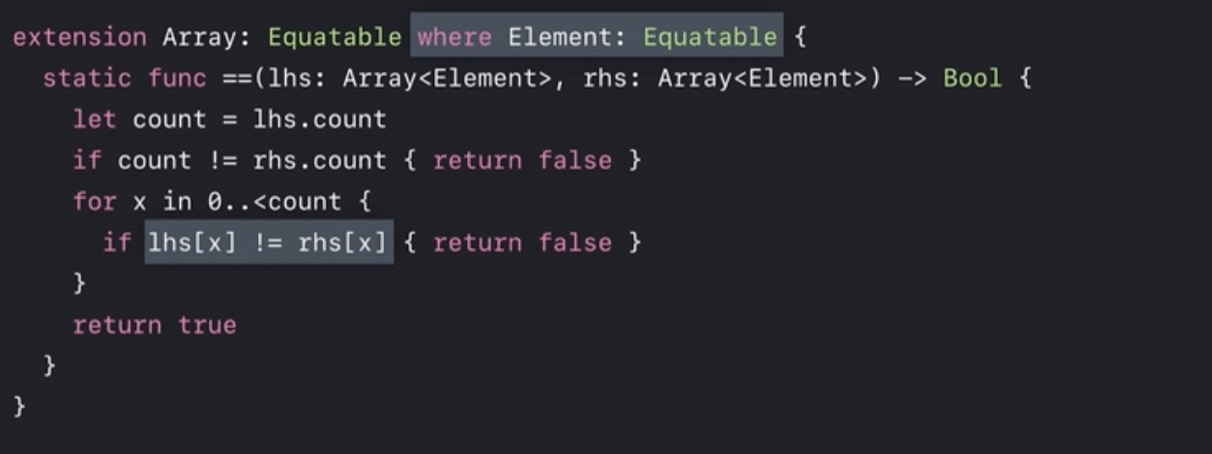 extension Array: Equatable where Element: Equatable {
  static func ==(lhs: Array<Element>, rhs: Array<Element>) -> Bool {
    let count = lhs.count
    if count != rhs.count { return false }
    for x in 0..<count {
      if lhs[x] != rhs[x] { return false }
    }
    return true
  }
}